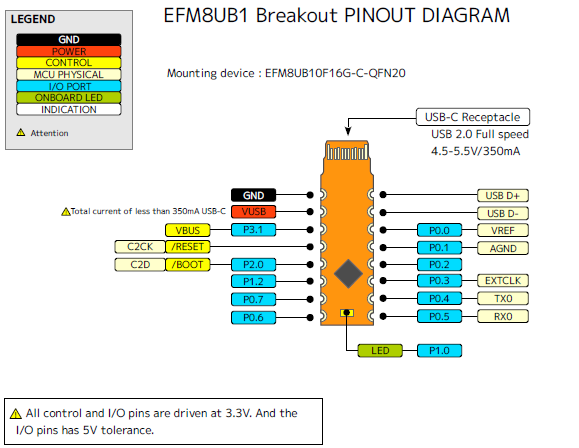 EFM8UB1 Breakout PINOUT DIAGRAM
LEGEND
GND
POWER
CONTROL
MCU PHYSICAL
I/O PORT
ONBOARD LED
INDICATION
Attention
Mounting device : EFM8UB10F16G-C-QFN20
USB-C Receptacle
USB 2.0 Full speed
4.5-5.5V/350mA
GND
USB D+
Total current of less than 350mA USB-C VUSB
USB D-
VBUS P3.1
P0.0 VREF
C2CK /RESET
P0.1 AGND
C2D /BOOT P2.0
P0.2
P1.2
P0.3 EXTCLK
P0.7
P0.4 TX0
P0.6
P0.5 RX0
LED P1.0
All control and I/O pins are driven at 3.3V. And the
I/O pins has 5V tolerance.